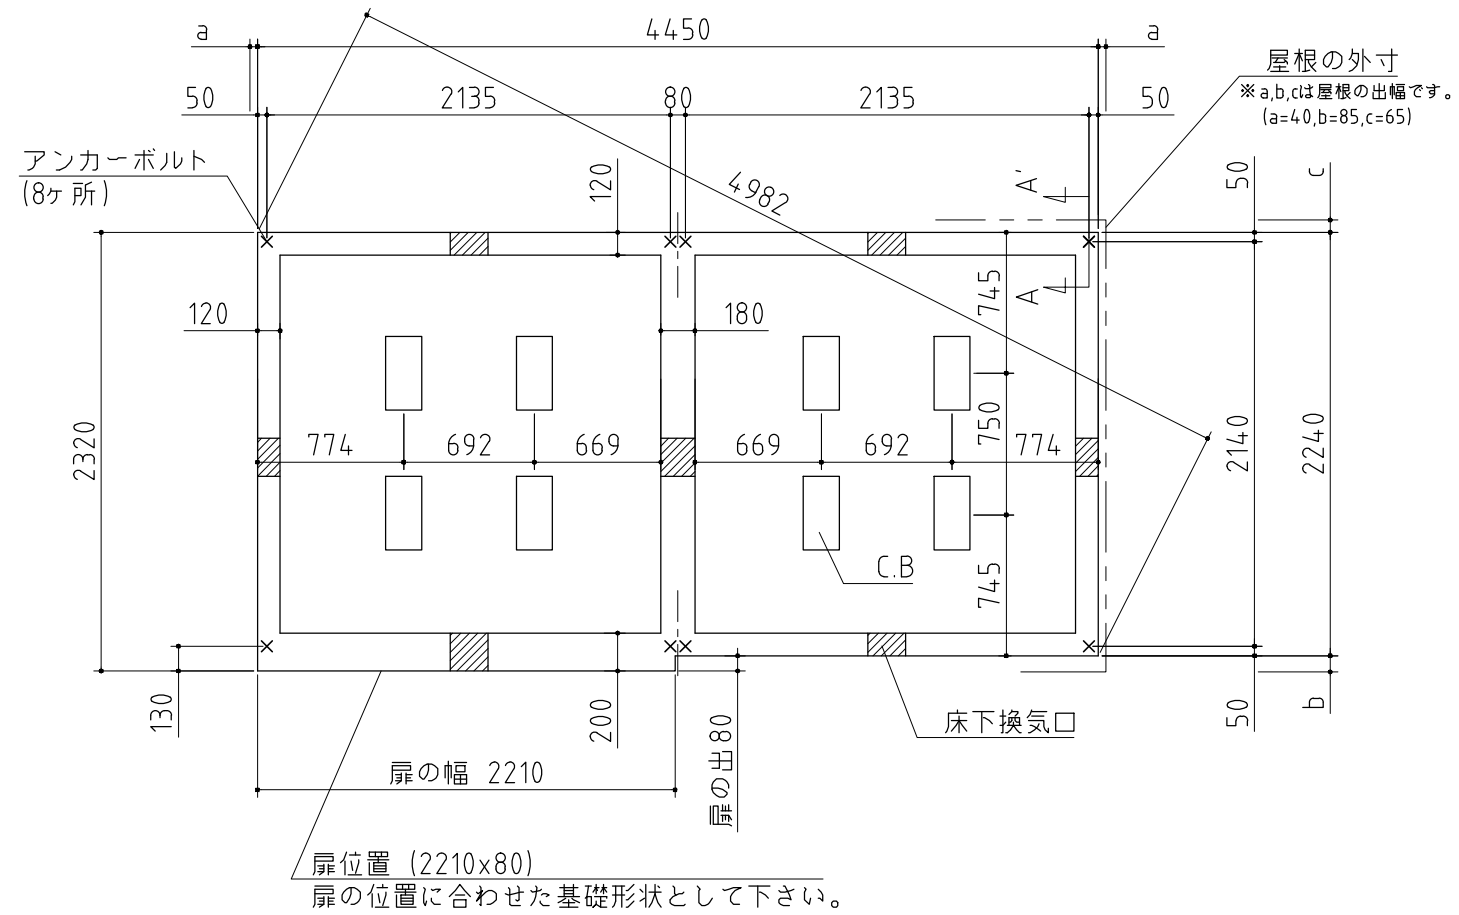 a
4450
a
屋根の外寸
50
2135
80
2135
50
※a,b,cは屋根の出幅です。
(a=40,b=85,c=65)
アンカーボルト
(8ヶ所)
120
4982
A'
50
c
745
A
120
180
2320
774
692
669
669
692
750
774
2140
2240
C.B
745
130
200
扉の出80
床下換気口
50
b
扉の幅 2210
扉位置 (2210x80)
扉の位置に合わせた基礎形状として下さい。